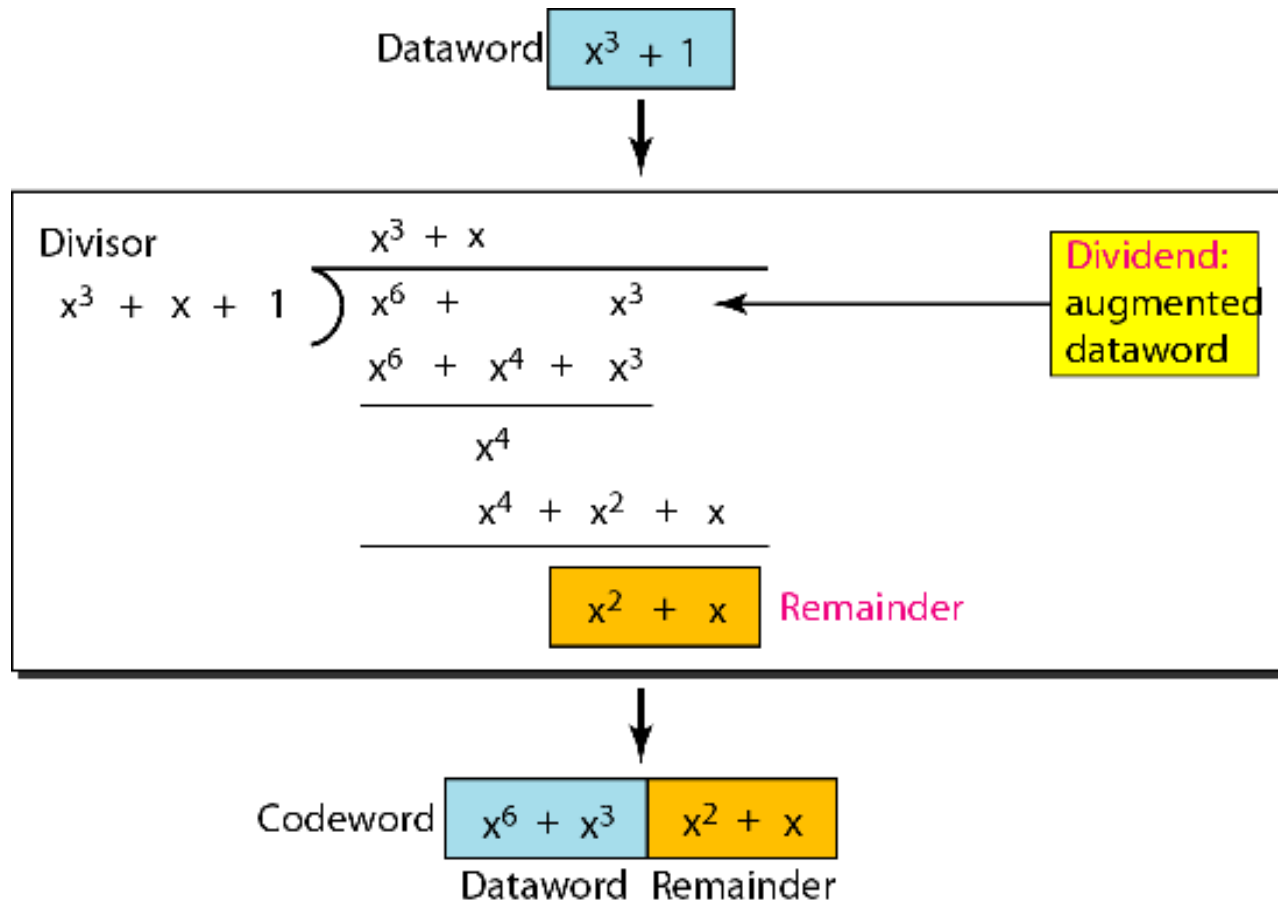 Dataword x³ + 1
Divisor
x³ + x
x³ + x + 1
x⁶ + x³
Dividend:
augmented
dataword
x⁶ + x⁴ + x³
x⁴
x⁴ + x² + x
x² + x Remainder
Codeword x⁶ + x³ x² + x
Dataword Remainder